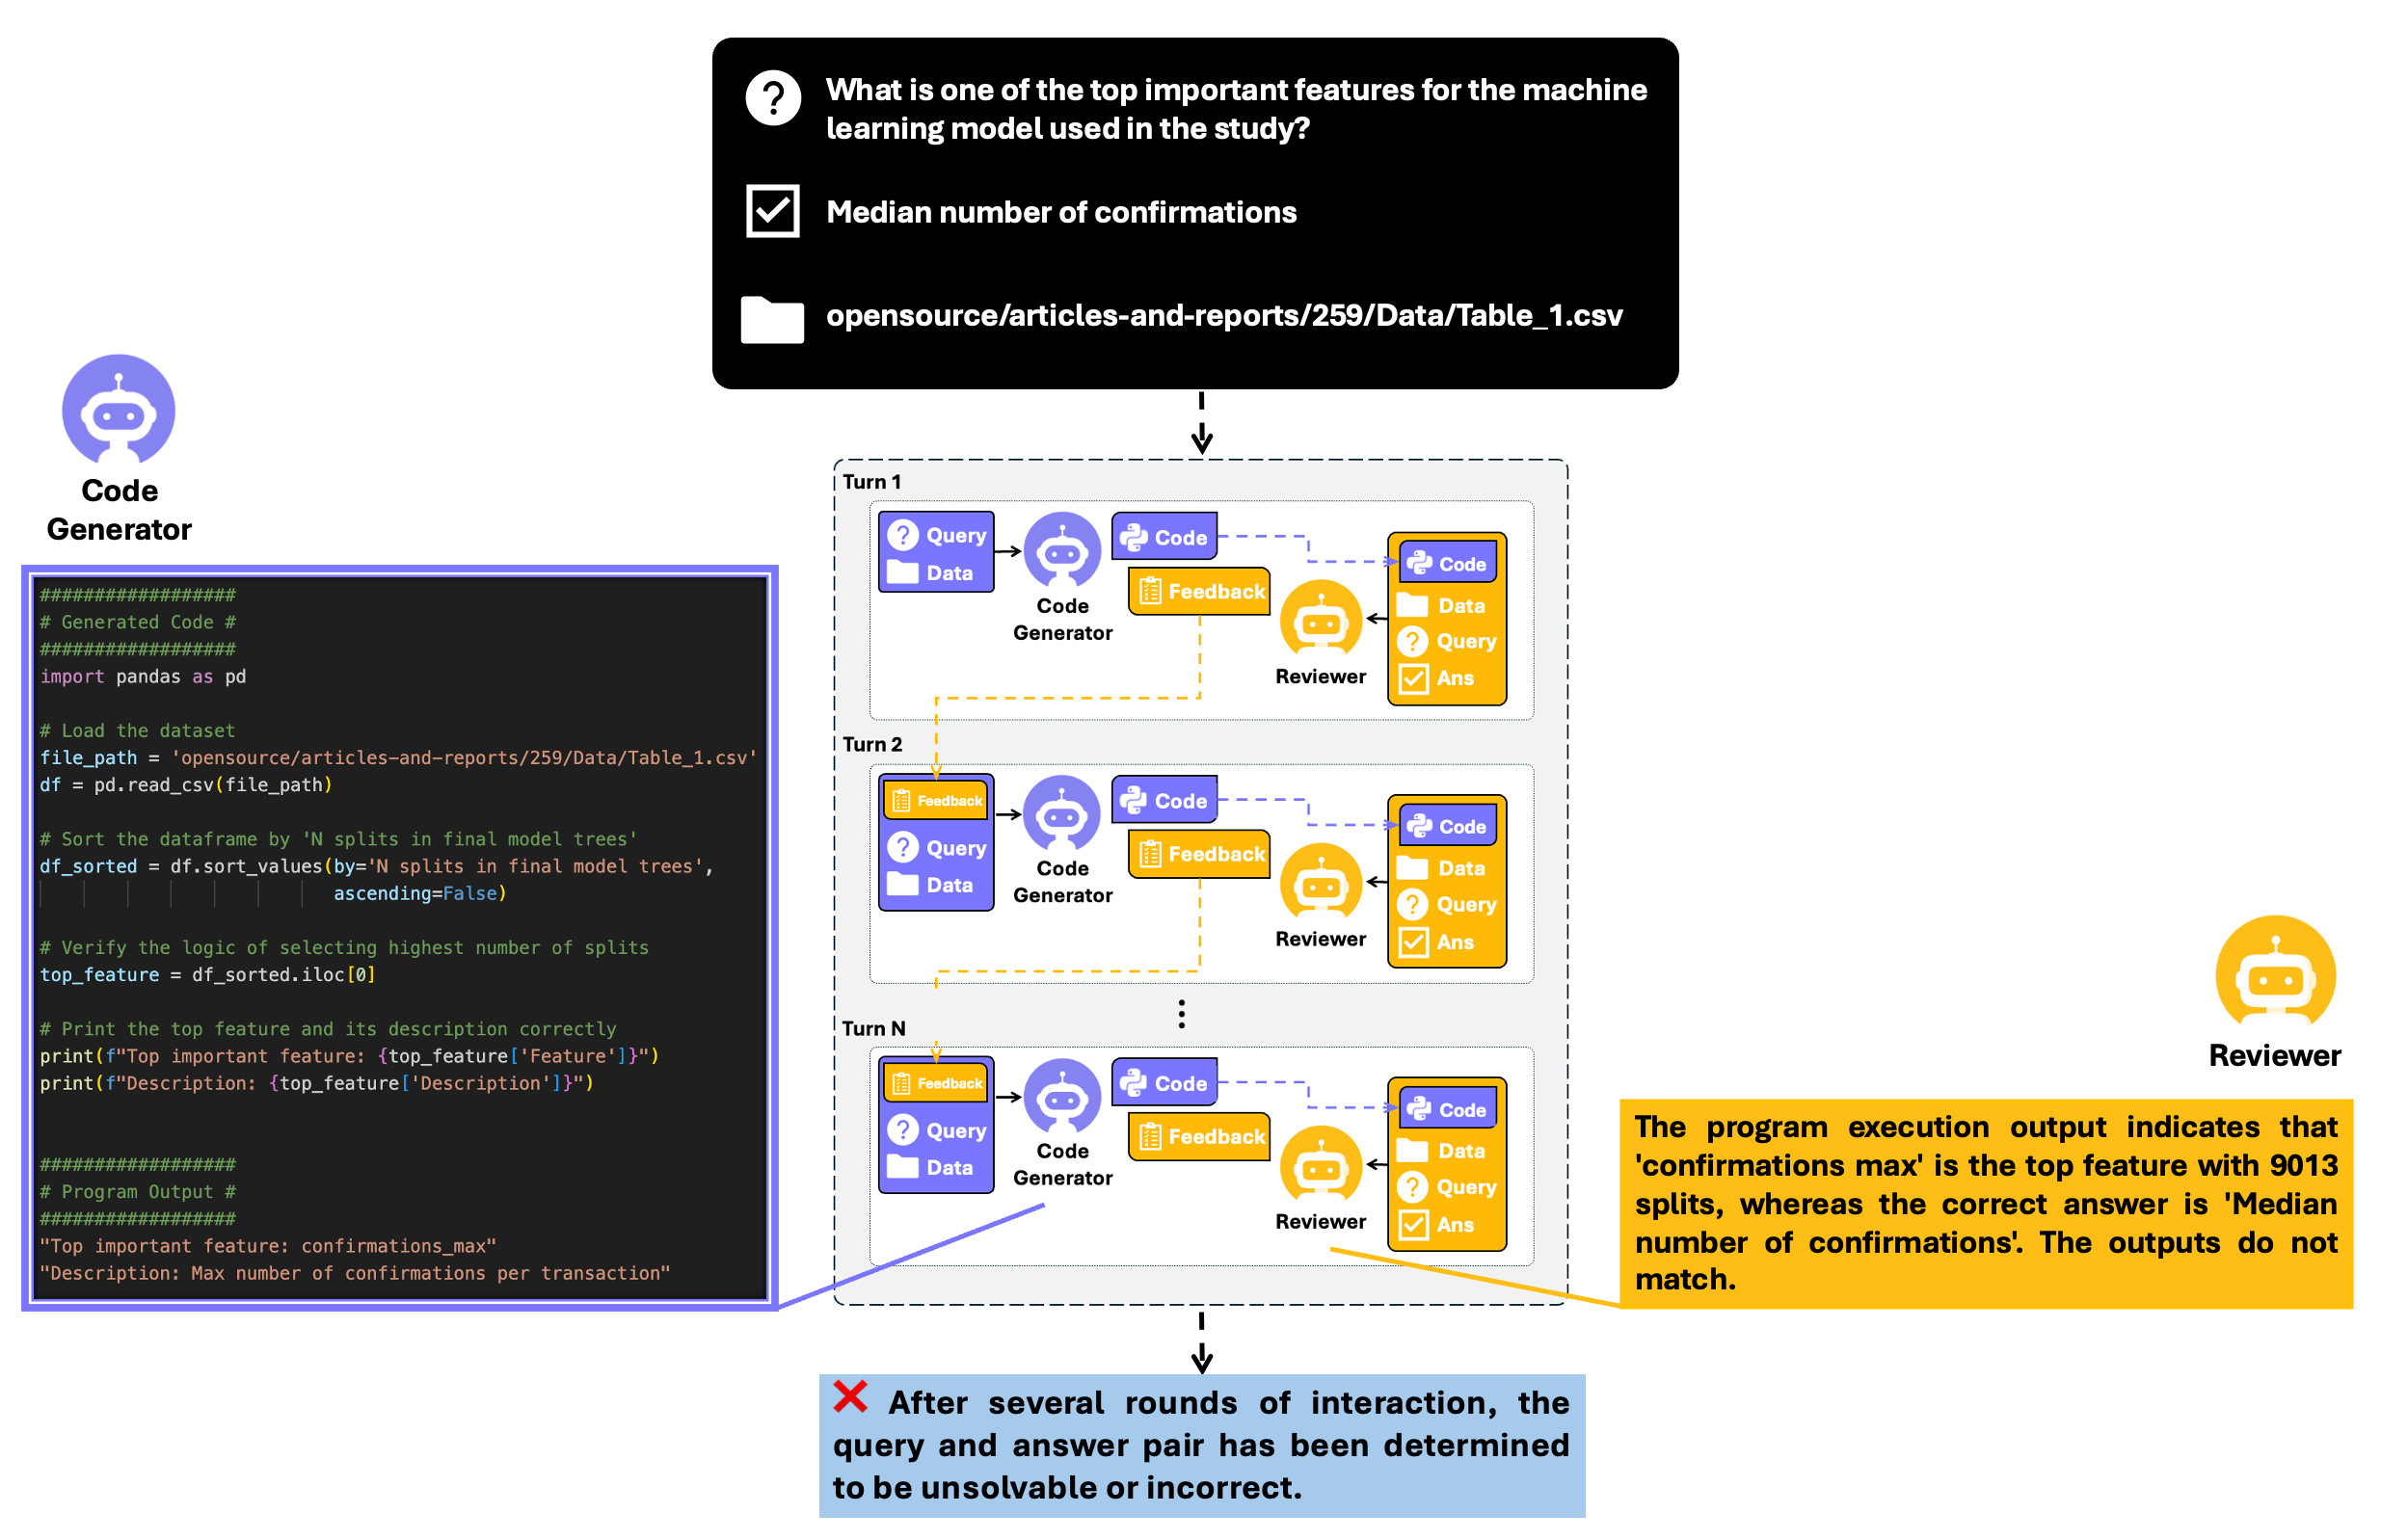 What is one of the top important features for the machine
learning model used in the study?
Median number of confirmations
opensource/articles-and-reports/259/Data/Table_1.csv
Code
Generator
##################
# Generated Code #
##################
import pandas as pd
# Load the dataset
file_path = 'opensource/articles-and-reports/259/Data/Table_1.csv'
df = pd.read_csv(file_path)
# Sort the dataframe by 'N splits in final model trees'
df_sorted = df.sort_values(by='N splits in final model trees',
ascending=False)
# Verify the logic of selecting highest number of splits
top_feature = df_sorted.iloc[0]
# Print the top feature and its description correctly
print(f"Top important feature: {top_feature['Feature']}")
print(f"Description: {top_feature['Description']}")
##################
# Program Output #
##################
"Top important feature: confirmations_max"
"Description: Max number of confirmations per transaction"
Turn 1
Query
Data
Code
Generator
Code
Feedback
Reviewer
Code
Data
Query
Ans
Turn 2
Feedback
Query
Data
Code
Generator
Code
Feedback
Reviewer
Code
Data
Query
Ans
Turn N
Feedback
Query
Data
Code
Generator
Code
Feedback
Reviewer
Code
Data
Query
Ans
Reviewer
The program execution output indicates that
'confirmations max' is the top feature with 9013
splits, whereas the correct answer is 'Median
number of confirmations'. The outputs do not
match.
After several rounds of interaction, the
query and answer pair has been determined
to be unsolvable or incorrect.